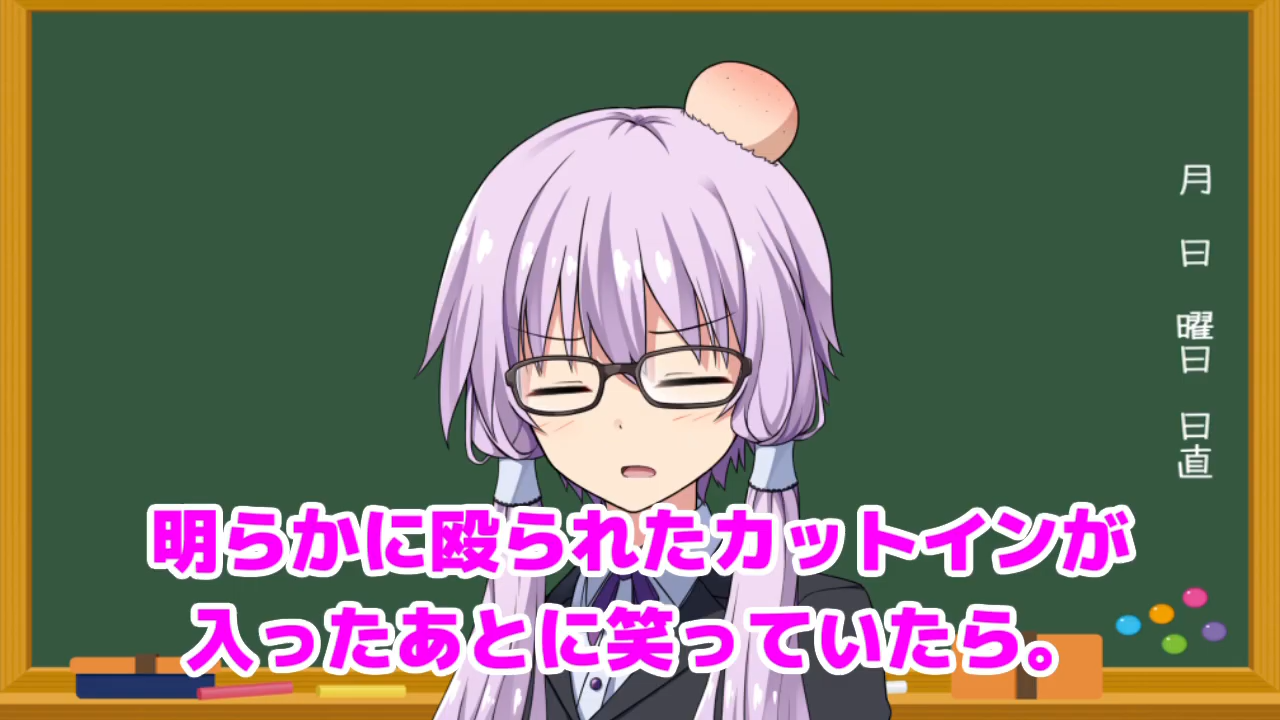 月 日 曜日 日直
明らかに殴られたカットインが
入ったあとに笑っていたら。